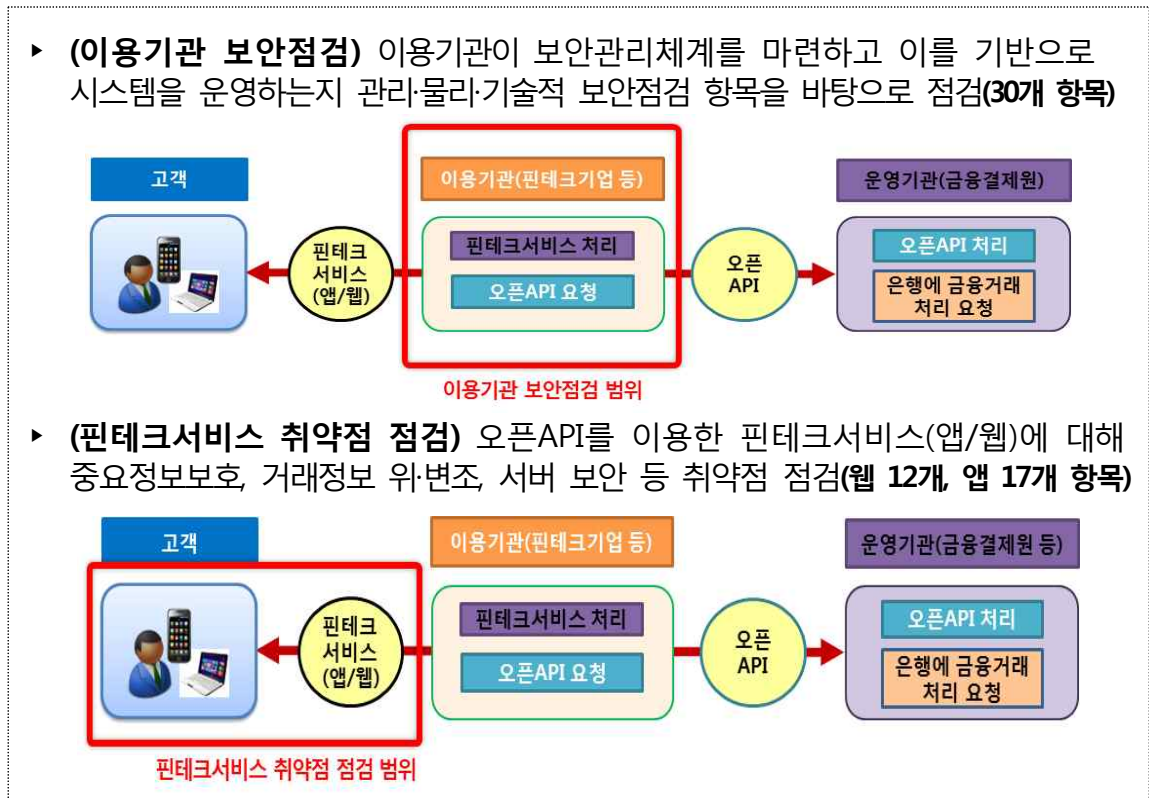 ▸ (이용기관 보안점검) 이용기관이 보안관리체계를 마련하고 이를 기반으로
시스템을 운영하는지 관리·물리·기술적 보안점검 항목을 바탕으로 점검(30개 항목)
고객
이용기관(핀테크기업 등)
운영기관(금융결제원)
핀테크
서비스
(앱/웹)
핀테크서비스 처리
오픈API 요청
오픈
API
오픈API 처리
은행에 금융거래
처리 요청
이용기관 보안점검 범위
▸ (핀테크서비스 취약점 점검) 오픈API를 이용한 핀테크서비스(앱/웹)에 대해
중요정보보호, 거래정보 위·변조, 서버 보안 등 취약점 점검(웹 12개, 앱 17개 항목)
고객
이용기관(핀테크기업 등)
운영기관(금융결제원 등)
핀테크
서비스
(앱/웹)
핀테크서비스 처리
오픈API 요청
오픈
API
오픈API 처리
은행에 금융거래
처리 요청
핀테크서비스 취약점 점검 범위